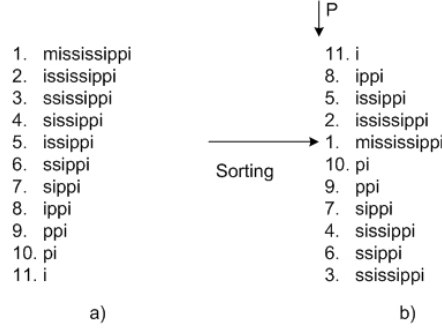 P
1. mississippi
2. ississippi
3. ssissippi
4. sissippi
5. issippi
6. ssippi
7. sippi
8. ippi
9. ppi
10. pi
11. i
a)
Sorting
11. i
8. ippi
5. issippi
2. ississippi
1. mississippi
10. pi
9. ppi
7. sippi
4. sissippi
6. ssippi
3. ssissippi
b)